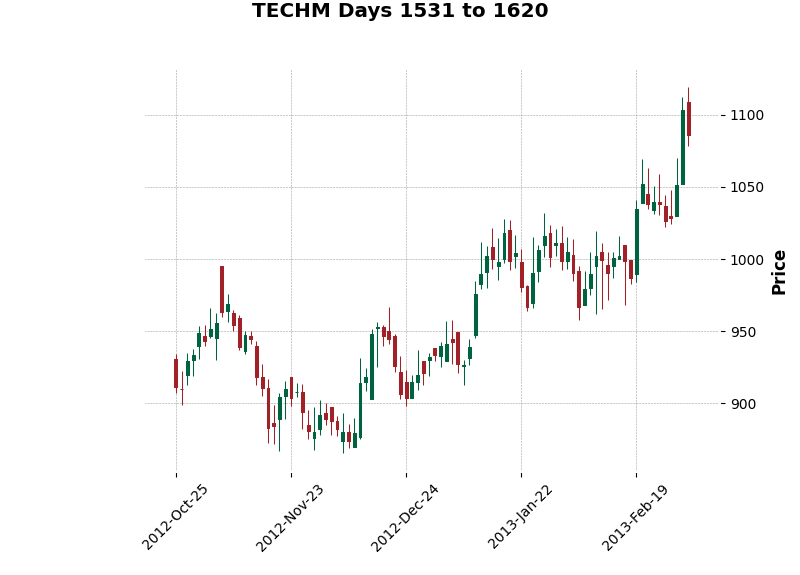 TECHM Days 1531 to 1620
1100
1050
1000
950
900
Price
2012-Oct-25
2012-Nov-23
2012-Dec-24
2013-Jan-22
2013-Feb-19